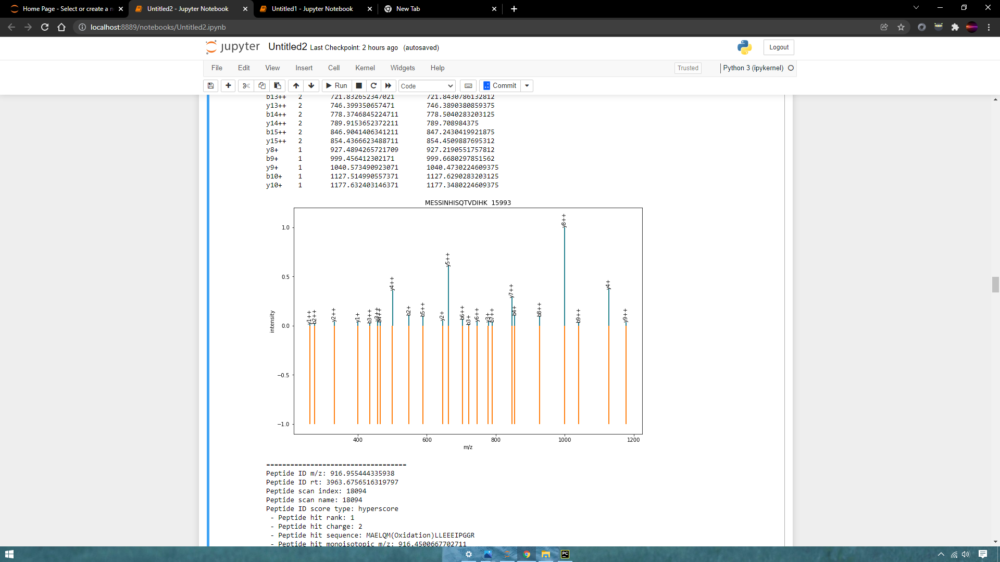 Home Page - Select or create a n
Untitled2 - Jupyter Notebook
Untitled1 - Jupyter Notebook
New Tab
localhost:8889/notebooks/Untitled2.ipynb
jupyter Untitled2 Last Checkpoint: 2 hours ago (autosaved)
Logout
File Edit View Insert Cell Kernel Widgets Help
Trusted
Python 3 (ipykernel)
Run
Code
Commit
b13++ 2 721.832652347021 721.8430786132812
y13++ 2 746.399350657471 746.3890380859375
b14++ 2 778.3746845224711 778.5040283203125
y14++ 2 789.9153652372211 789.708984375
b15++ 2 846.9041406341211 847.2430419921875
y15++ 2 854.4366623488711 854.4509887695312
y8+ 1 927.4894265721709 927.2190551757812
b9+ 1 999.456412302171 999.6680297851562
y9+ 1 1040.573490923071 1040.4730224609375
b10+ 1 1127.514990557371 1127.6290283203125
y10+ 1 1177.632403146371 1177.3480224609375
MESSINHISQTVDIHK 15993
intensity
1.0
0.5
0.0
−0.5
−1.0
y1++
b2++
y2++
y1+
b3++
y3++
b4++
y4++
b2+
b5++
y2+
y5++
b6++
b3+
y6++
y3+
b7++
y7++
b4+
b8++
y8++
b9++
y4+
y9++
400 600 800 1000 1200
m/z
===================================
Peptide ID m/z: 916.955444335938
Peptide ID rt: 3963.6756516319797
Peptide scan index: 18094
Peptide scan name: 18094
Peptide ID score type: hyperscore
- Peptide hit rank: 1
- Peptide hit charge: 2
- Peptide hit sequence: MAELQM(Oxidation)LLEEEIPGGR
- Peptide hit monoisotopic m/z: 916.4500667702711
PC